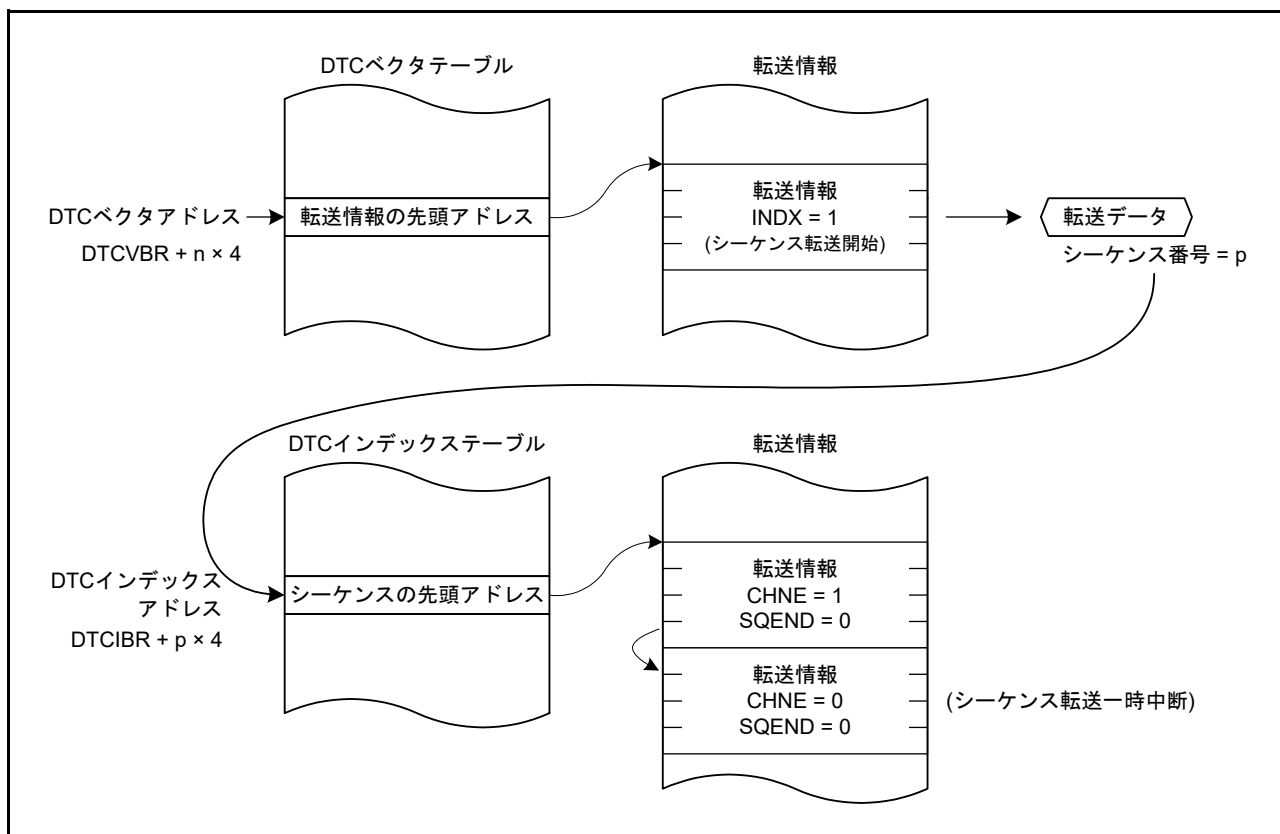 DTCベクタテーブル
転送情報
DTCベクタアドレス
DTCVBR + n × 4
転送情報の先頭アドレス
転送情報
INDX = 1
(シーケンス転送開始)
転送データ
シーケンス番号 = p
DTCインデックステーブル
転送情報
DTCインデックス
アドレス
DTCIBR + p × 4
シーケンスの先頭アドレス
転送情報
CHNE = 1
SQEND = 0
転送情報
CHNE = 0
SQEND = 0
(シーケンス転送一時中断)